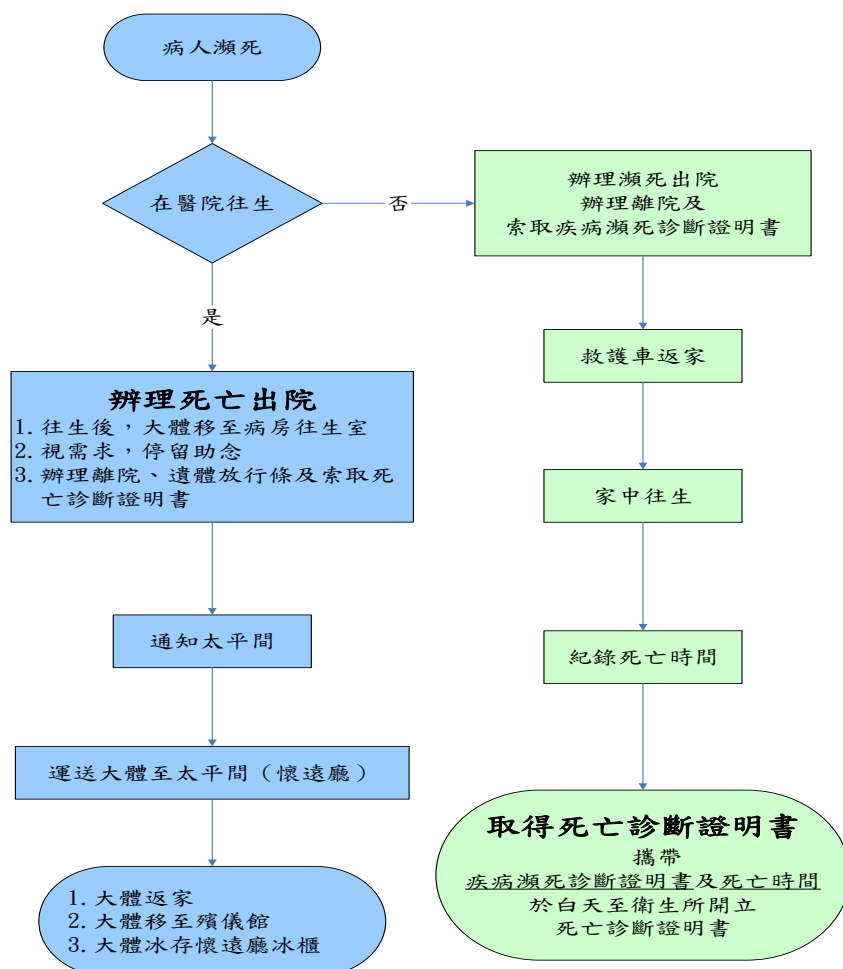 病人瀕死
在醫院往生
否
是
辦理死亡出院
1. 往生後，大體移至病房往生室
2. 視需求，停留助念
3. 辦理離院、遺體放行條及索取死
亡診斷證明書
通知太平間
運送大體至太平間（懷遠廳）
1. 大體返家
2. 大體移至殯儀館
3. 大體冰存懷遠廳冰櫃
辦理瀕死出院
辦理離院及
索取疾病瀕死診斷證明書
救護車返家
家中往生
紀錄死亡時間
取得死亡診斷證明書
攜帶
疾病瀕死診斷證明書及死亡時間
於白天至衛生所開立
死亡診斷證明書